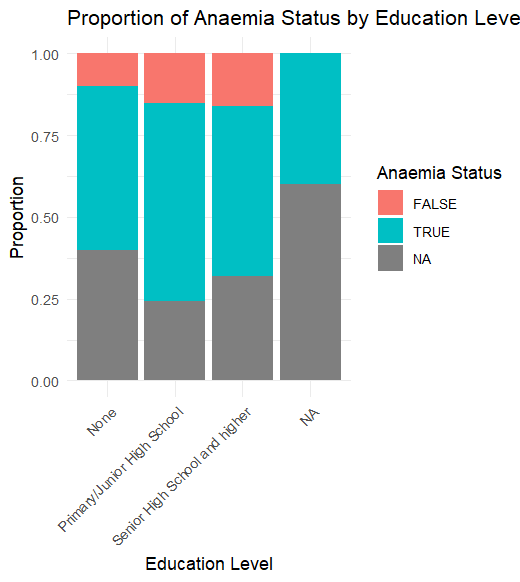 Proportion of Anaemia Status by Education Leve
1.00
0.75
0.50
0.25
0.00
Proportion
None
Primary/Junior High School
Senior High School and higher
NA
Education Level
Anaemia Status
FALSE
TRUE
NA